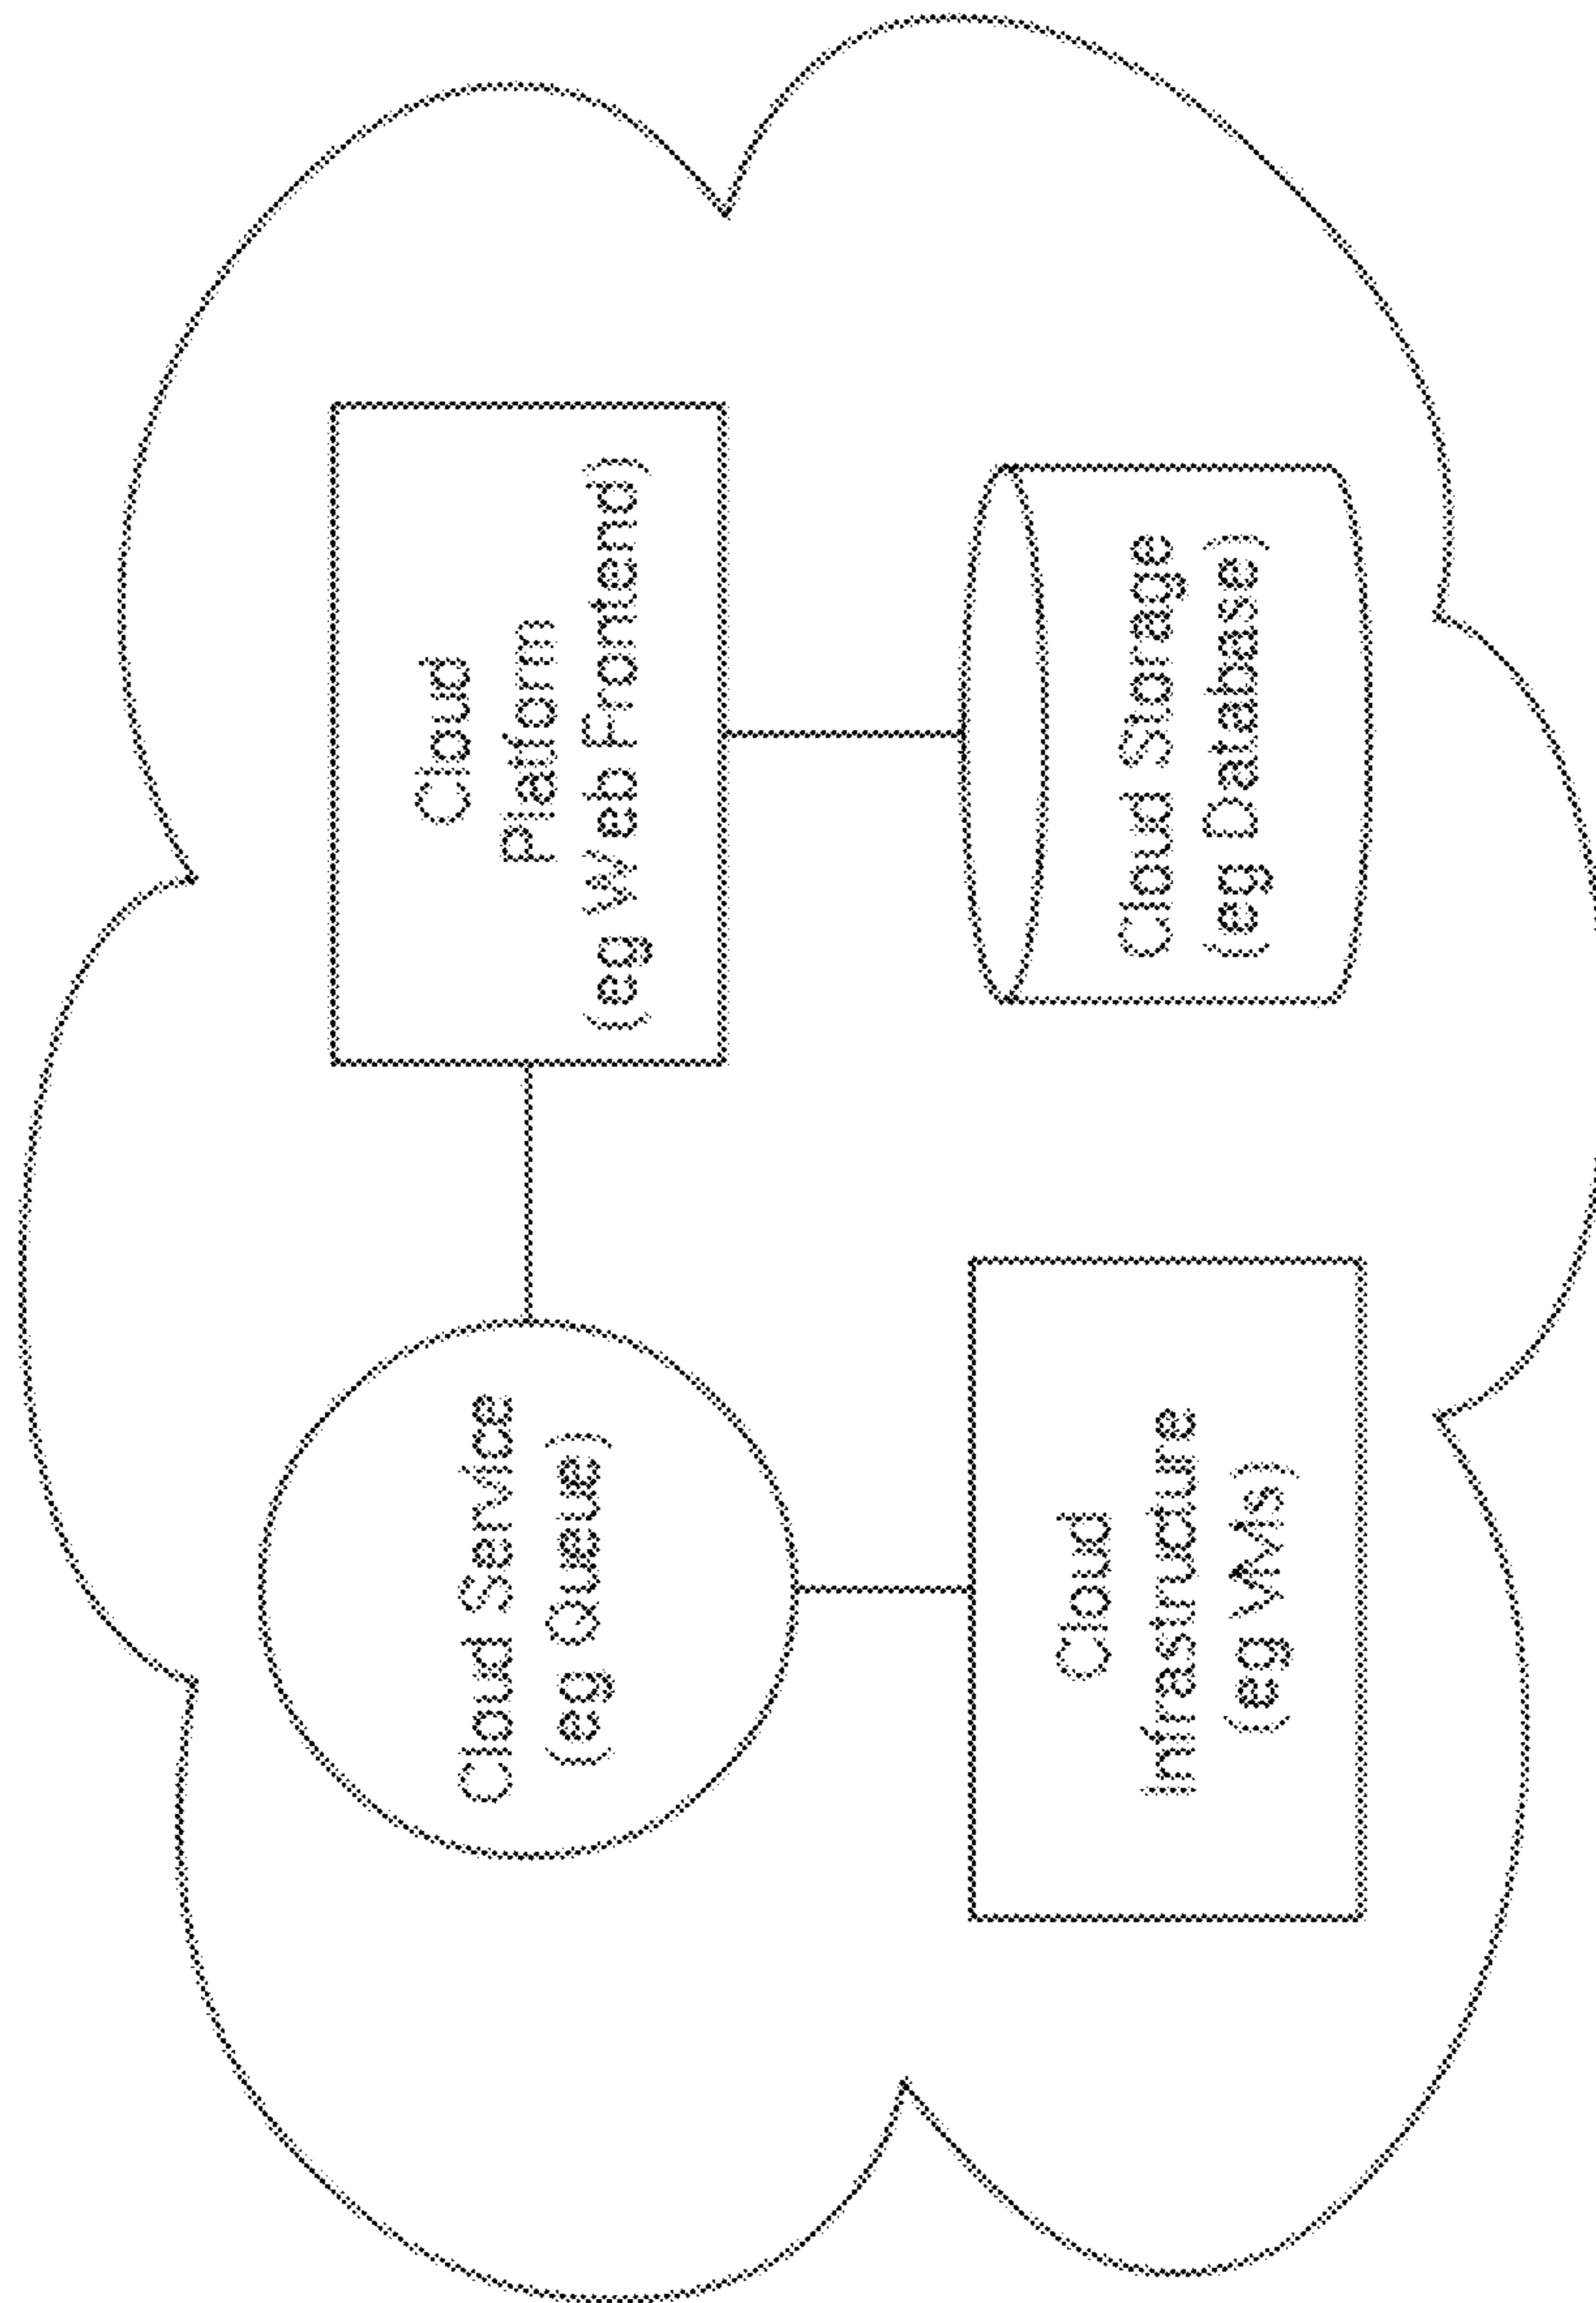 Cloud Service
(eg Queue)
Cloud
Platform
(eg Web Frontend)
Cloud
Infrastructure
(eg VMs)
Cloud Storage
(eg Database)